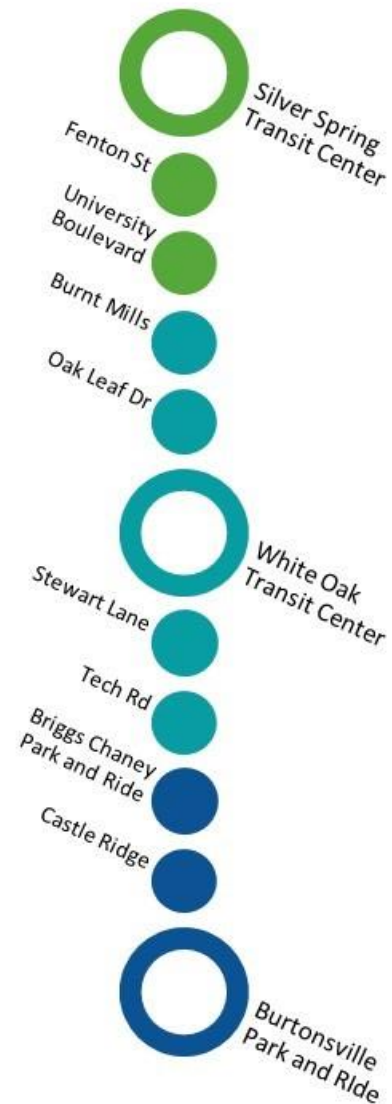 Silver Spring
Transit Center
Fenton St
University
Boulevard
Burnt Mills
Oak Leaf Dr
White Oak
Transit Center
Stewart Lane
Tech Rd
Briggs Chaney
Park and Ride
Castle Ridge
Burtonsville
Park and RIde